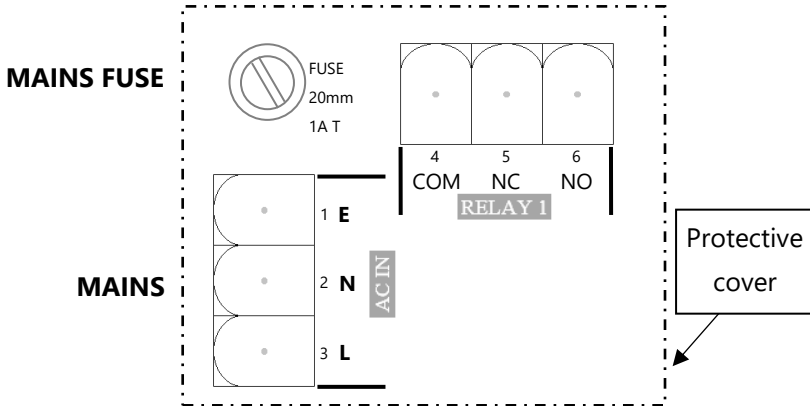 MAINS FUSE
FUSE
20mm
1A T
4 5 6
COM NC NO
RELAY 1
1 E
2 N
3 L
AC IN
MAINS
Protective
cover